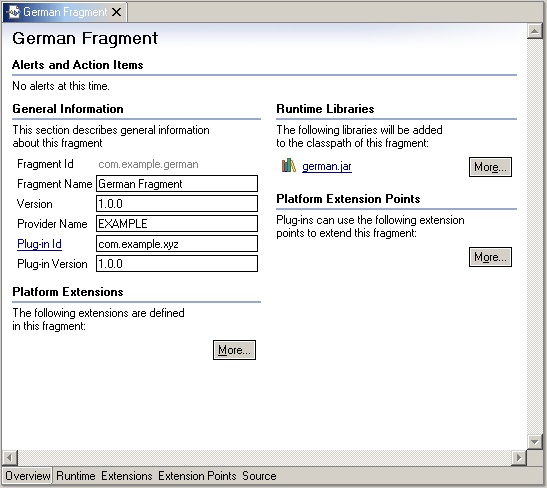 German Fragment
German Fragment
Alerts and Action Items
No alerts at this time.
General Information
This section describes general information
about this fragment
Fragment Id com.example.german
Fragment Name German Fragment
Version 1.0.0
Provider Name EXAMPLE
Plug-in Id com.example.xyz
Plug-in Version 1.0.0
Platform Extensions
The following extensions are defined
in this fragment:
More...
Runtime Libraries
The following libraries will be added
to the classpath of this fragment:
german.jar More...
Platform Extension Points
Plug-ins can use the following extension
points to extend this fragment:
More...
Overview Runtime Extensions Extension Points Source